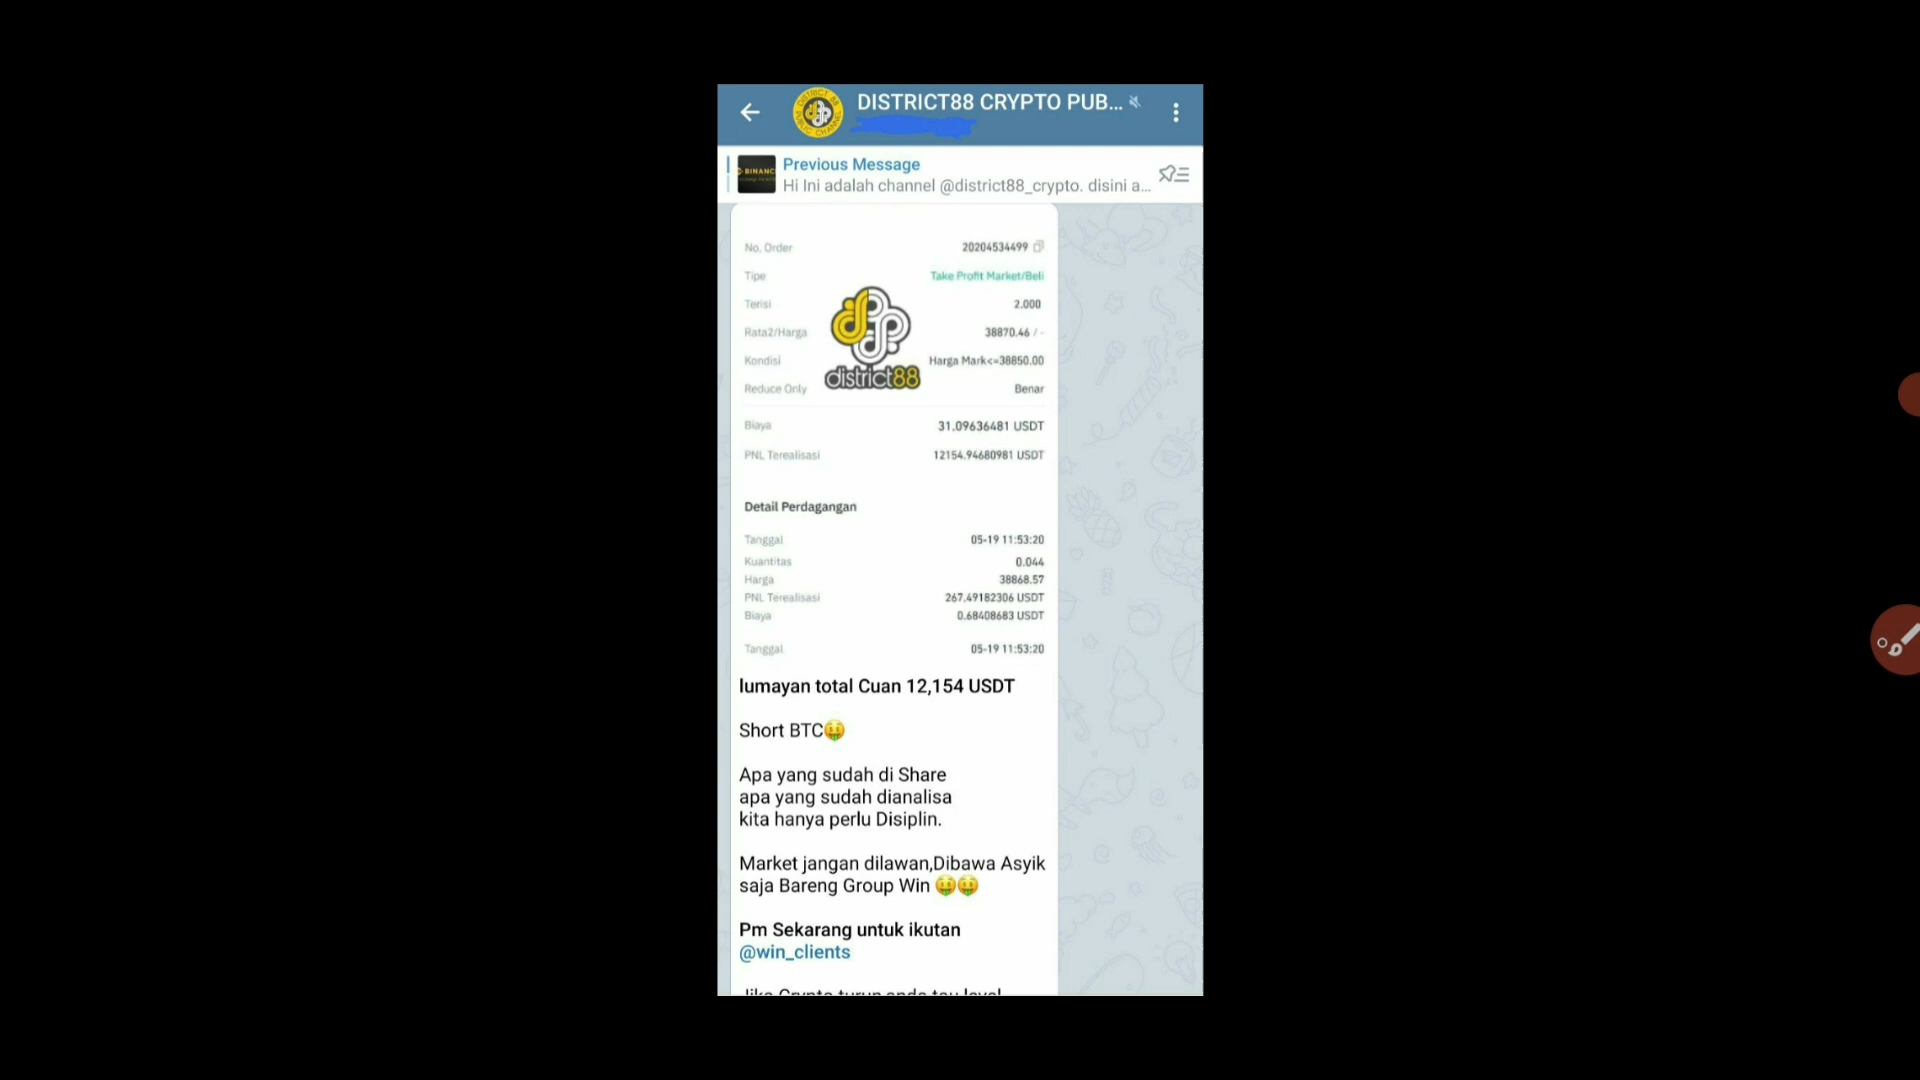 DISTRICT88 CRYPTO PUB...
Previous Message
Hi Ini adalah channel @district88_crypto. disini a...
No. Order 20204534499
Tipe Take Profit Market/Beli
Terisi 2.000
Rata2/Harga 38870.46 / -
Kondisi Harga Mark<=38850.00
district88
Reduce Only Benar
Biaya 31.09636481 USDT
PNL Terealisasi 12154.94680981 USDT
Detail Perdagangan
Tanggal 05-19 11:53:20
Kuantitas 0.044
Harga 38868.57
PNL Terealisasi 267.49182306 USDT
Biaya 0.68408683 USDT
Tanggal 05-19 11:53:20
lumayan total Cuan 12,154 USDT
Short BTC🤑
Apa yang sudah di Share
apa yang sudah dianalisa
kita hanya perlu Disiplin.
Market jangan dilawan,Dibawa Asyik
saja Bareng Group Win 🤑🤑
Pm Sekarang untuk ikutan
@win_clients